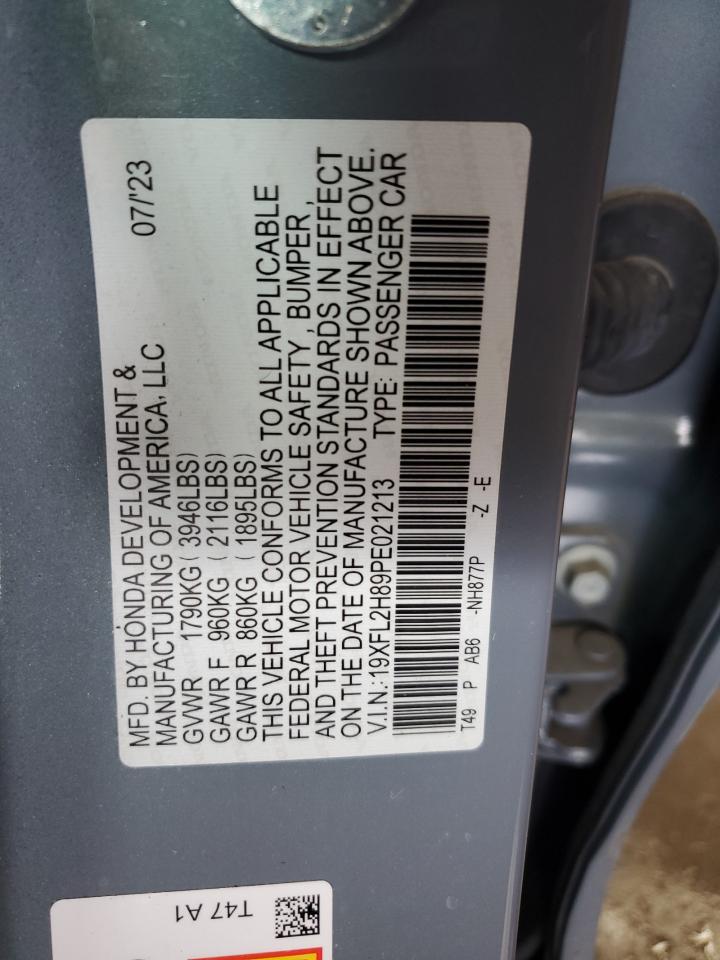 MFD. BY HONDA DEVELOPMENT &
MANUFACTURING OF AMERICA, LLC 07/'23
GVWR 1790KG (3946LBS)
GAWR F 960KG (2116LBS)
GAWR R 860KG (1895LBS)
THIS VEHICLE CONFORMS TO ALL APPLICABLE
FEDERAL MOTOR VEHICLE SAFETY, BUMPER,
AND THEFT PREVENTION STANDARDS IN EFFECT
ON THE DATE OF MANUFACTURE SHOWN ABOVE.
V.I.N.:19XFL2H89PE021213 TYPE: PASSENGER CAR
T49 P AB6 -NH877P -Z -E
T47 A1